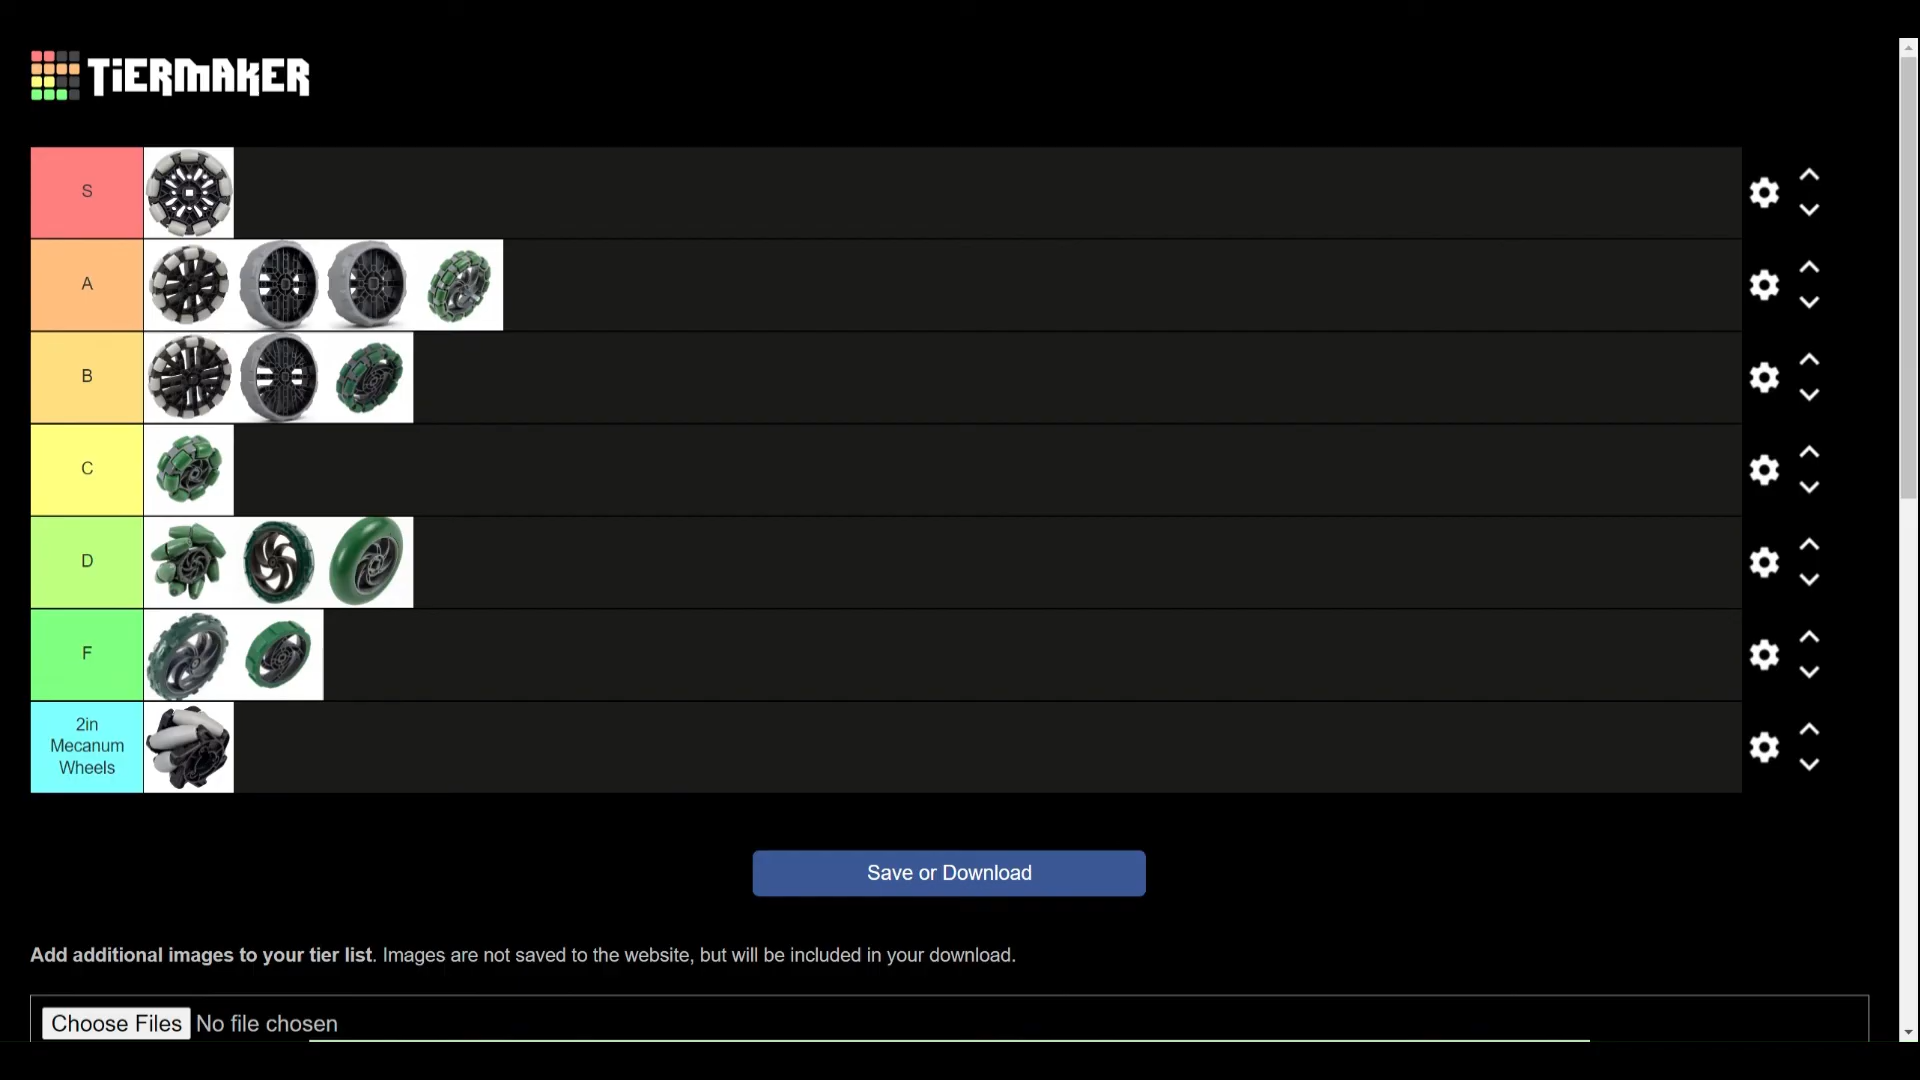 TiERMAKER
S
A
B
C
D
F
2in
Mecanum
Wheels
Save or Download
Add additional images to your tier list. Images are not saved to the website, but will be included in your download.
Choose Files No file chosen